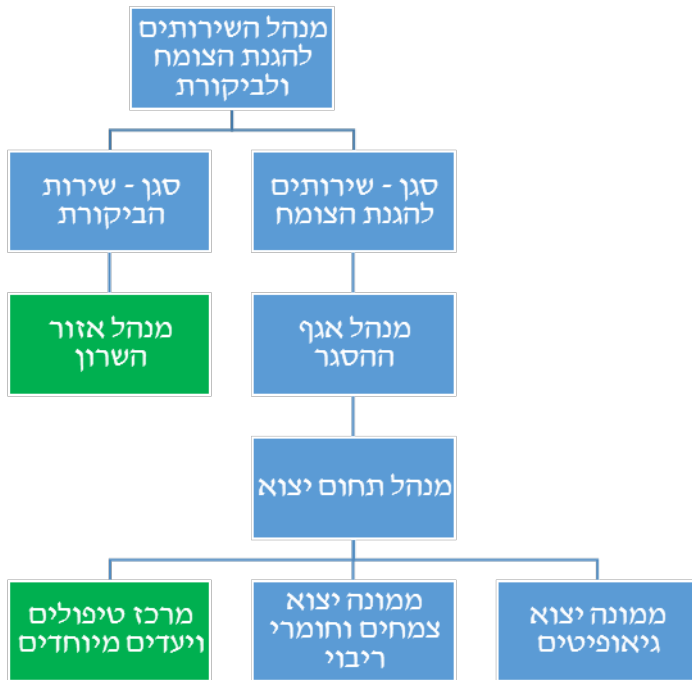 מנהל השירותים
להגנת הצומח
ולביקורת
סגן - שירותים
להגנת הצומח
סגן - שירות
הביקורת
מנהל אגף
ההסגר
מנהל אזור
השרון
מנהל תחום יצוא
ממונה יצוא
גיאופיטים
ממונה יצוא
צמחים וחומרי
ריבוי
מרכז טיפולים
ויעדים מיוחדים